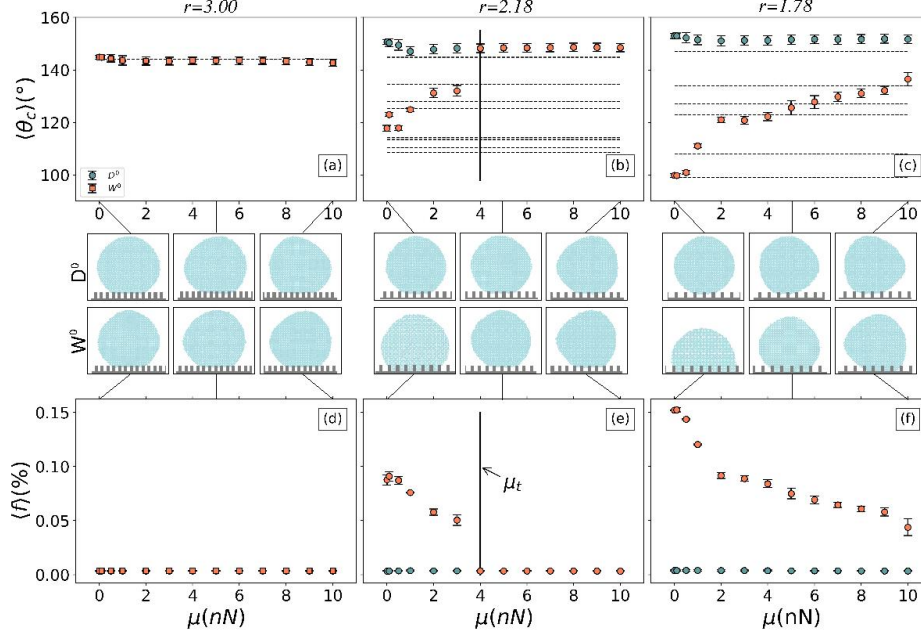 r=3.00 r=2.18 r=1.78
⟨θc⟩(°)
160
140
120
100
D⁰
W⁰
(a) (b) (c)
0 2 4 6 8 10 0 2 4 6 8 10 0 2 4 6 8 10
D⁰
W⁰
⟨f⟩(%)
0.15
0.10
0.05
0.00
(d) (e) (f)
μt
0 2 4 6 8 10 0 2 4 6 8 10 0 2 4 6 8 10
μ(nN) μ(nN) μ(nN)